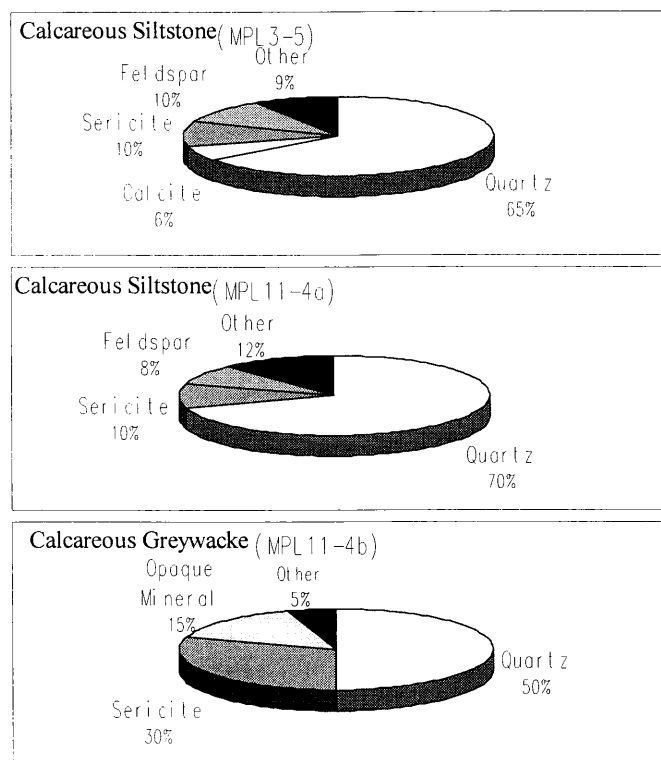 Calcareous Siltstone (MPL3-5)
Other
9%
Feldspar
10%
Sericite
10%
Calcite
6%
Quartz
65%
Calcareous Siltstone (MPL11-4a)
Other
12%
Feldspar
8%
Sericite
10%
Quartz
70%
Calcareous Greywacke (MPL11-4b)
Opaque
Mineral
15%
Other
5%
Quartz
50%
Sericite
30%